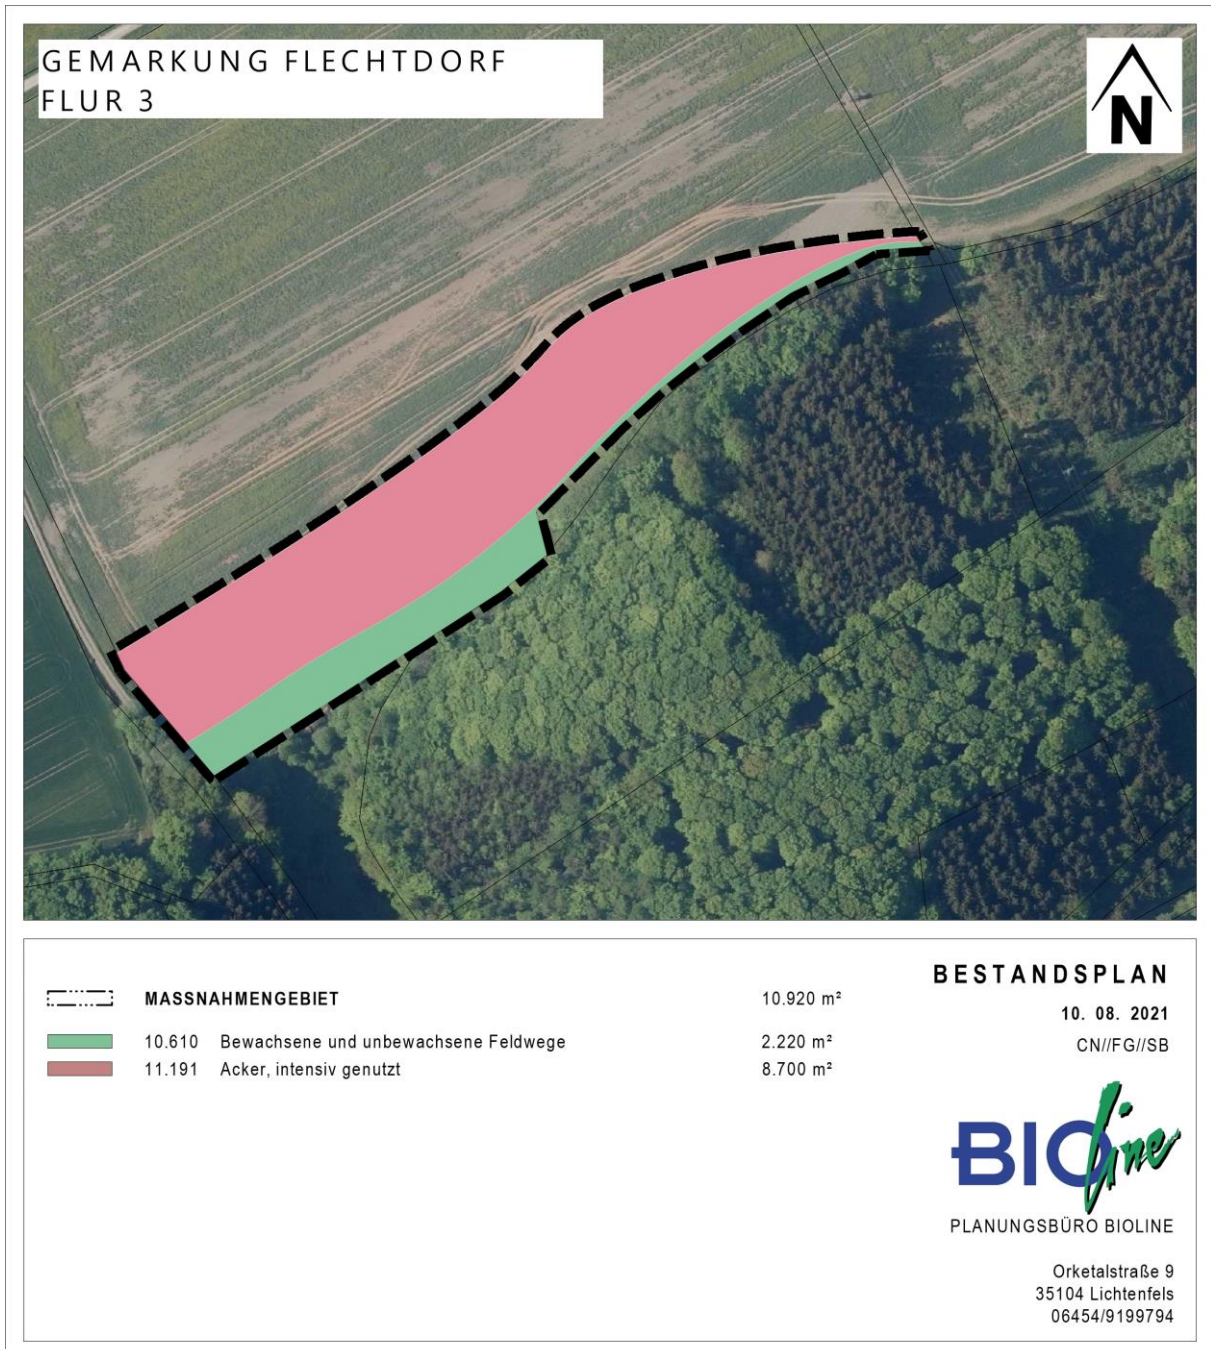 GEMARKUNG FLECHTDORF
FLUR 3
N
MASSNAHMENGEBIET 10.920 m²
10.610 Bewachsene und unbewachsene Feldwege 2.220 m²
11.191 Acker, intensiv genutzt 8.700 m²
BESTANDSPLAN
10. 08. 2021
CN//FG//SB
BIOline
PLANUNGSBÜRO BIOLINE
Orketalstraße 9
35104 Lichtenfels
06454/9199794